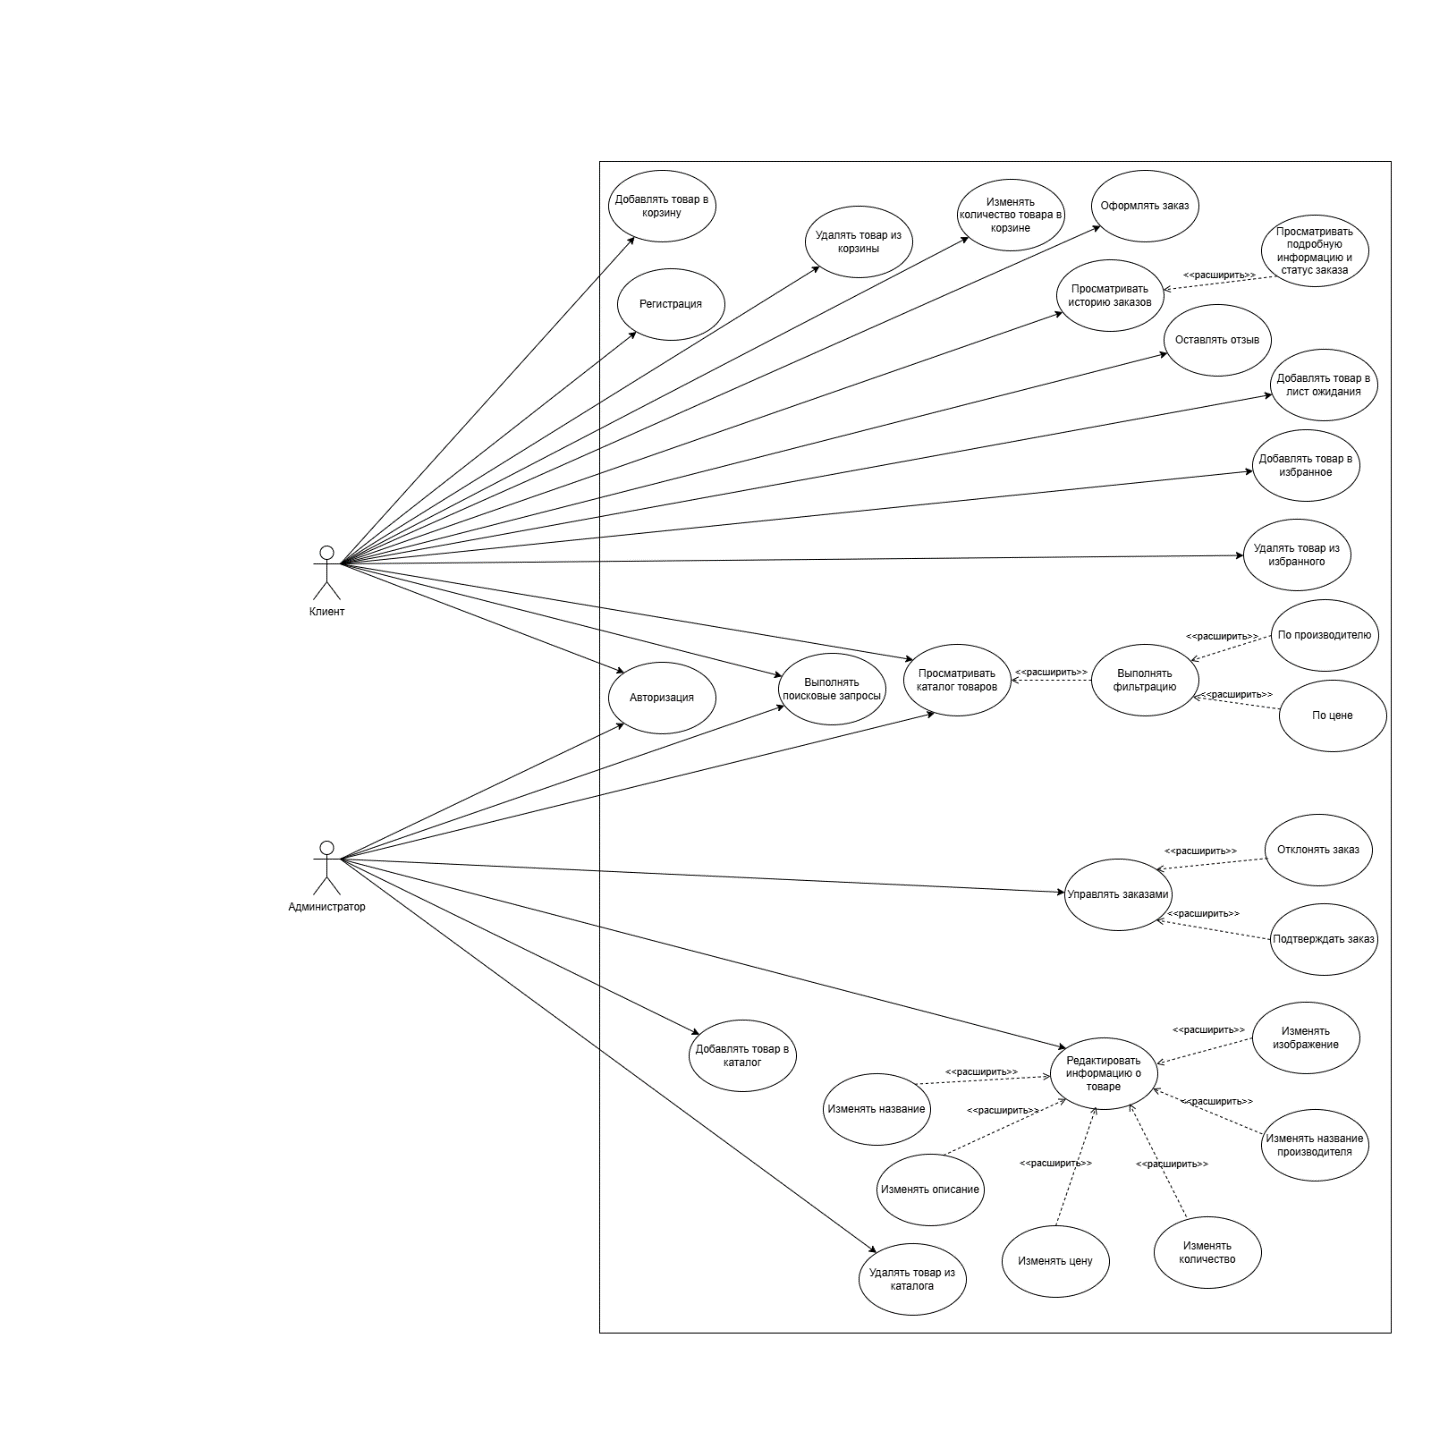 Добавлять товар в
корзину
Удалять товар из
корзины
Изменять
количество товара в
корзине
Оформлять заказ
Просматривать
подробную
информацию и
статус заказа
<<расширить>>
Просматривать
историю заказов
Регистрация
Оставлять отзыв
Добавлять товар в
лист ожидания
Добавлять товар в
избранное
Удалять товар из
избранного
Клиент
По производителю
<<расширить>>
Выполнять
фильтрацию
<<расширить>>
Просматривать
каталог товаров
Выполнять
поисковые запросы
Авторизация
<<расширить>>
По цене
Администратор
<<расширить>>
Отклонять заказ
Управлять заказами
<<расширить>>
Подтверждать заказ
Добавлять товар в
каталог
<<расширить>>
Изменять
изображение
Редактировать
информацию о
товаре
<<расширить>>
Изменять название
<<расширить>>
<<расширить>>
Изменять название
производителя
<<расширить>>
<<расширить>>
Изменять описание
Изменять цену
Изменять
количество
Удалять товар из
каталога